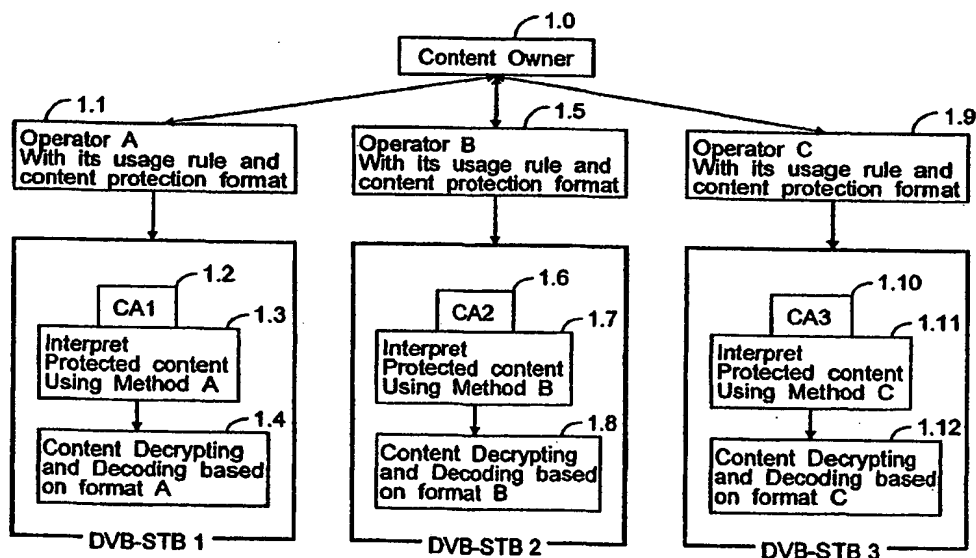 1.0
Content Owner
1.1
Operator A
With its usage rule and
content protection format
1.5
Operator B
With its usage rule and
content protection format
1.9
Operator C
With its usage rule and
content protection format
1.2
CA1
1.3
Interpret
Protected content
Using Method A
1.4
Content Decrypting
and Decoding based
on format A
DVB-STB 1
1.6
CA2
1.7
Interpret
Protected content
Using Method B
1.8
Content Decrypting
and Decoding based
on format B
DVB-STB 2
1.10
CA3
1.11
Interpret
Protected content
Using Method C
1.12
Content Decrypting
and Decoding based
on format C
DVB-STB 3